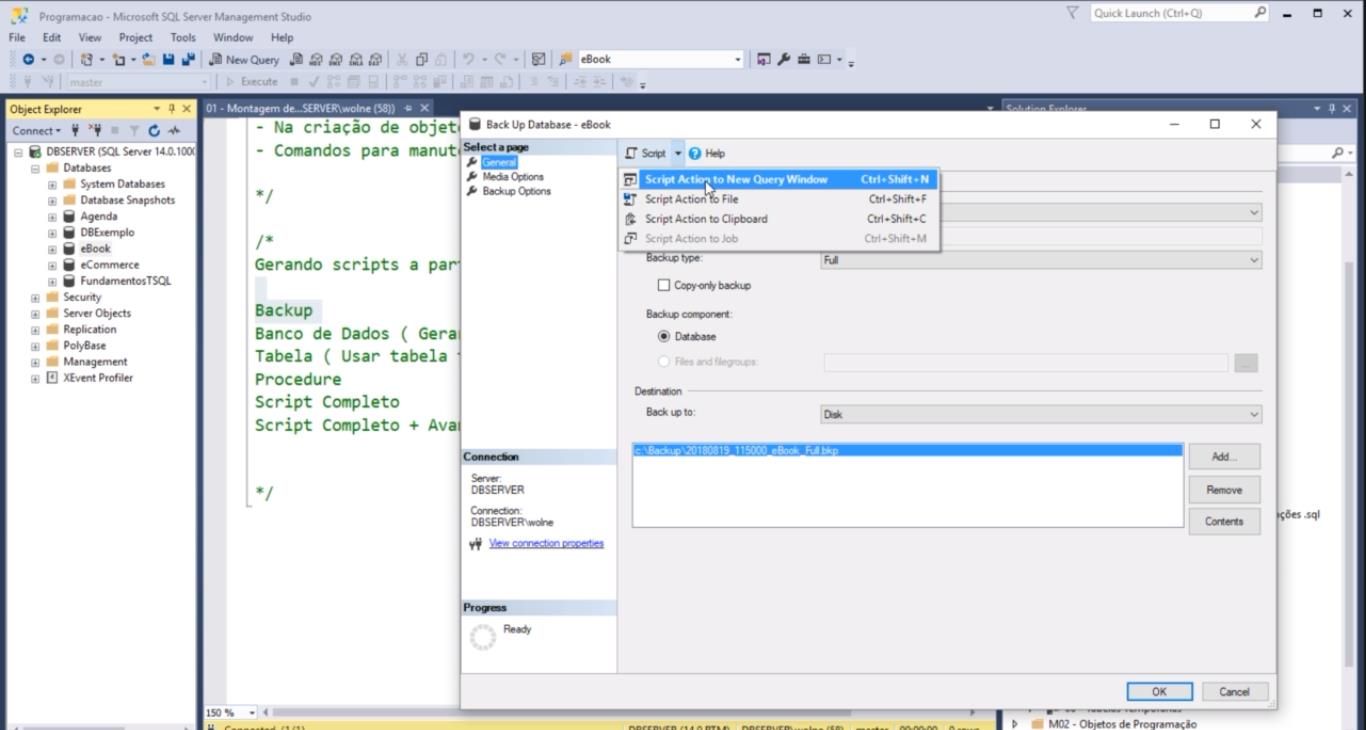 Programacao - Microsoft SQL Server Management Studio
Quick Launch (Ctrl+Q)
File Edit View Project Tools Window Help
New Query
eBook
master
Execute
Object Explorer
01 - Montagem de...SERVER\wolne (58))
Solution Explorer
Connect
DBSERVER (SQL Server 14.0.1000
Databases
System Databases
Database Snapshots
Agenda
DBExemplo
eBook
eCommerce
FundamentosTSQL
Security
Server Objects
Replication
PolyBase
Management
XEvent Profiler
- Na criação de objet
- Comandos para manut
*/
/*
Gerando scripts a par
Backup
Banco de Dados ( Gera
Tabela ( Usar tabela
Procedure
Script Completo
Script Completo + Ava
*/
150 %
Back Up Database - eBook
Select a page
General
Media Options
Backup Options
Script
Help
Script Action to New Query Window Ctrl+Shift+N
Script Action to File Ctrl+Shift+F
Script Action to Clipboard Ctrl+Shift+C
Script Action to Job Ctrl+Shift+M
Backup type:
Full
Copy-only backup
Backup component:
Database
Files and filegroups:
...
Destination
Back up to:
Disk
c:\Backup\20180819_115000_eBook_Full.bkp
Add...
Remove
Contents
Connection
Server:
DBSERVER
Connection:
DBSERVER\wolne
View connection properties
Progress
Ready
OK
Cancel
ções .sql
M02 - Objetos de Programação
Connected. (1/1)
DBSERVER (14.0 RTM) DBSERVER\wolne (58) master 00:00:00 0 rows